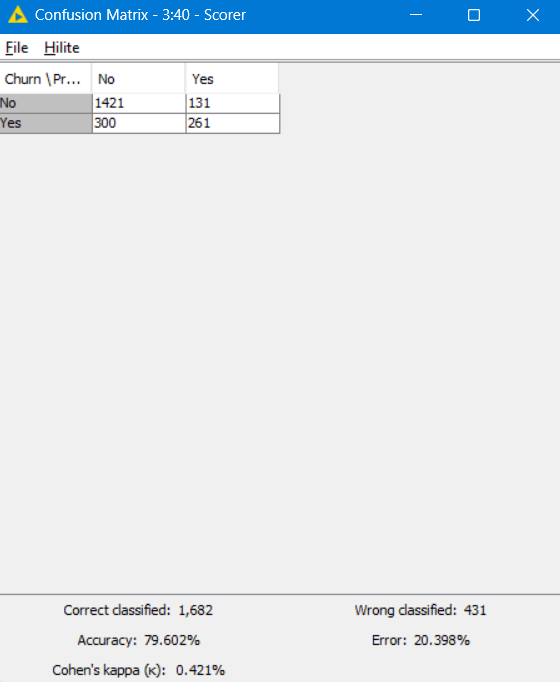 Confusion Matrix - 3:40 - Scorer
File Hilite
Churn \ Pr... No Yes
No 1421 131
Yes 300 261
Correct classified: 1,682 Wrong classified: 431
Accuracy: 79.602% Error: 20.398%
Cohen's kappa (κ): 0.421%